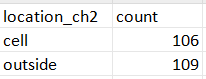 location_ch2 count
cell 106
outside 109